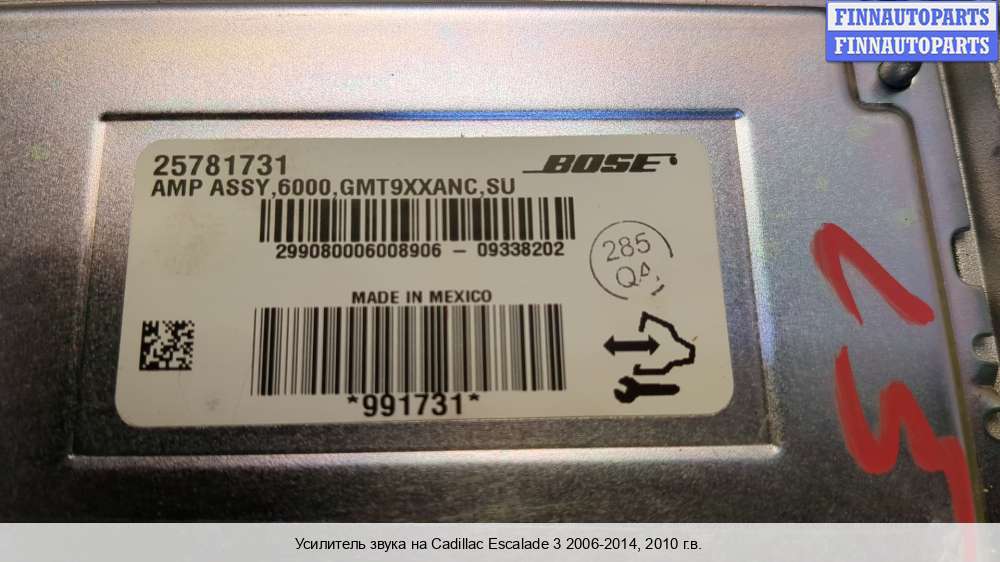 FINNAUTOPARTS
FINNAUTOPARTS
25781731
BOSE
AMP ASSY,6000,GMT9XXANC,SU
299080006008906 - 09338202
285
MADE IN MEXICO
*991731*
Усилитель звука на Cadillac Escalade 3 2006-2014, 2010 г.в.